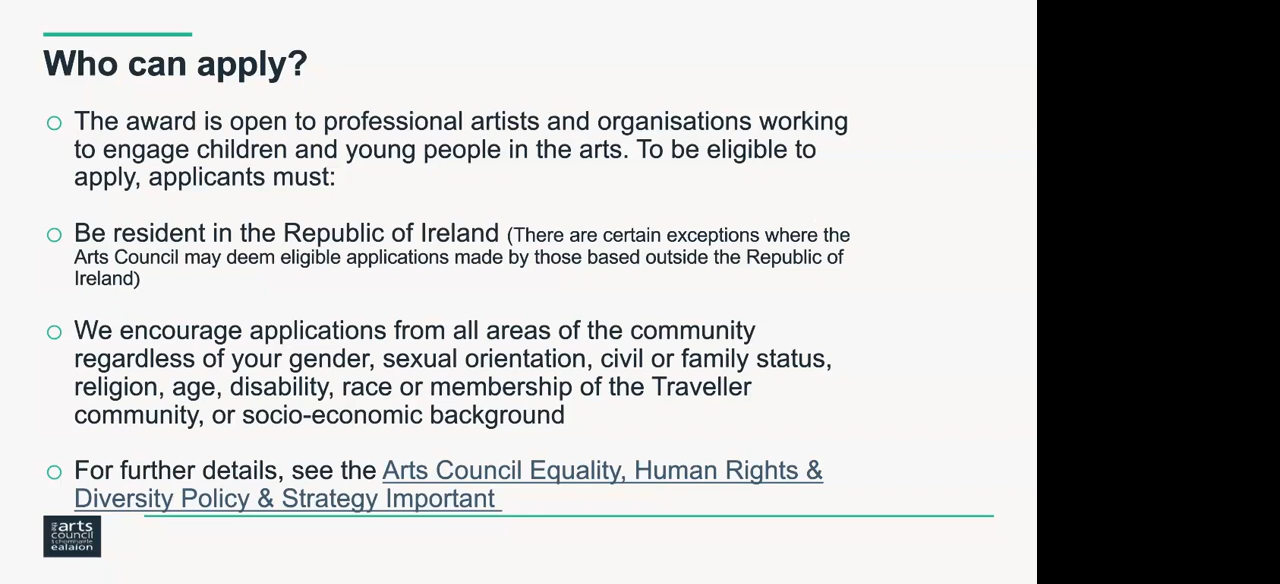 Who can apply?
The award is open to professional artists and organisations working
to engage children and young people in the arts. To be eligible to
apply, applicants must:
Be resident in the Republic of Ireland (There are certain exceptions where the
Arts Council may deem eligible applications made by those based outside the Republic of
Ireland)
We encourage applications from all areas of the community
regardless of your gender, sexual orientation, civil or family status,
religion, age, disability, race or membership of the Traveller
community, or socio-economic background
For further details, see the Arts Council Equality, Human Rights &
Diversity Policy & Strategy Important
the arts
council
chomhairle
ealaíon